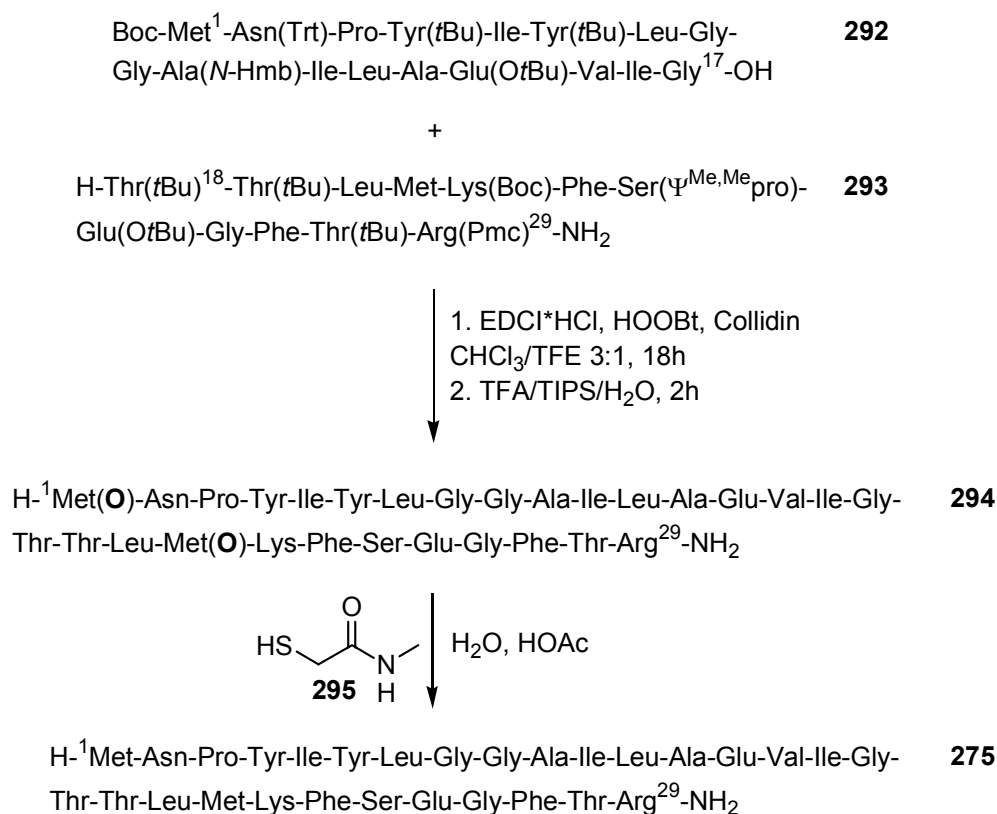 Boc-Met¹-Asn(Trt)-Pro-Tyr(tBu)-Ile-Tyr(tBu)-Leu-Gly- 292
Gly-Ala(N-Hmb)-Ile-Leu-Ala-Glu(OtBu)-Val-Ile-Gly¹⁷-OH
+
H-Thr(tBu)¹⁸-Thr(tBu)-Leu-Met-Lys(Boc)-Phe-Ser(Ψᴹᵉ,ᴹᵉpro)- 293
Glu(OtBu)-Gly-Phe-Thr(tBu)-Arg(Pmc)²⁹-NH₂
1. EDCI*HCl, HOOBt, Collidin
CHCl₃/TFE 3:1, 18h
2. TFA/TIPS/H₂O, 2h
H-¹Met(O)-Asn-Pro-Tyr-Ile-Tyr-Leu-Gly-Gly-Ala-Ile-Leu-Ala-Glu-Val-Ile-Gly- 294
Thr-Thr-Leu-Met(O)-Lys-Phe-Ser-Glu-Gly-Phe-Thr-Arg²⁹-NH₂
O
HS
N
H
295
H₂O, HOAc
H-¹Met-Asn-Pro-Tyr-Ile-Tyr-Leu-Gly-Gly-Ala-Ile-Leu-Ala-Glu-Val-Ile-Gly- 275
Thr-Thr-Leu-Met-Lys-Phe-Ser-Glu-Gly-Phe-Thr-Arg²⁹-NH₂